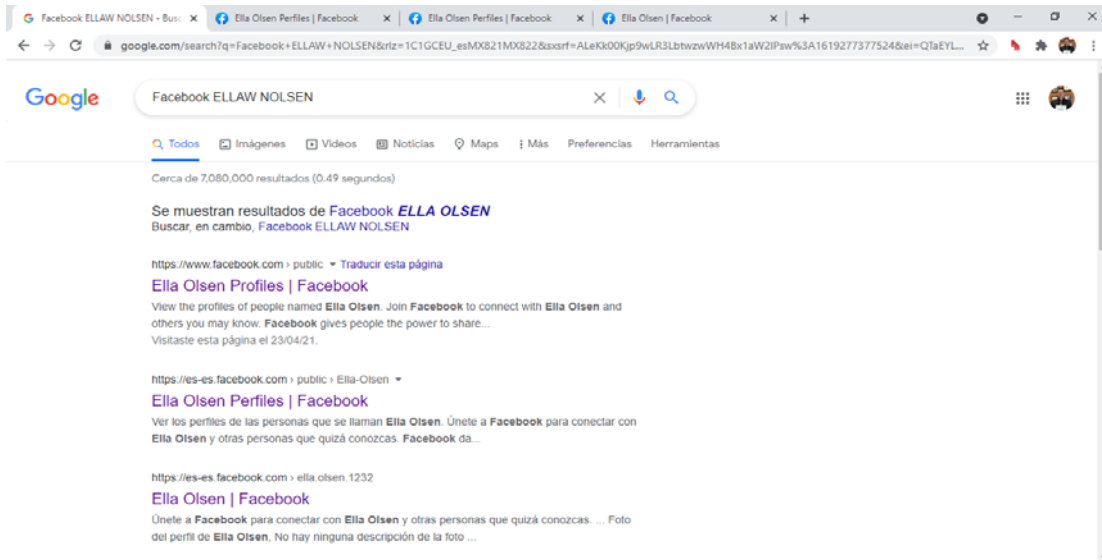 Facebook ELLAW NOLSEN - Busc
Ella Olsen Perfiles | Facebook
Ella Olsen Perfiles | Facebook
Ella Olsen | Facebook
google.com/search?q=Facebook+ELLAW+NOLSEN&rlz=1C1GCEU_esMX821MX822&sxsrf=ALeKk00Kjp9wLR3LbtwzwWH4Bx1aW2IPsw%3A1619277377524&ei=QTaEYL...
Google
Facebook ELLAW NOLSEN
Todos Imágenes Videos Noticias Maps Más Preferencias Herramientas
Cerca de 7,080,000 resultados (0.49 segundos)
Se muestran resultados de Facebook ELLA OLSEN
Buscar, en cambio, Facebook ELLAW NOLSEN
https://www.facebook.com › public Traducir esta página
Ella Olsen Profiles | Facebook
View the profiles of people named Ella Olsen. Join Facebook to connect with Ella Olsen and
others you may know. Facebook gives people the power to share...
Visitaste esta página el 23/04/21.
https://es-es.facebook.com › public › Ella-Olsen
Ella Olsen Perfiles | Facebook
Ver los perfiles de las personas que se llaman Ella Olsen. Únete a Facebook para conectar con
Ella Olsen y otras personas que quizá conozcas. Facebook da...
https://es-es.facebook.com › ella.olsen.1232
Ella Olsen | Facebook
Únete a Facebook para conectar con Ella Olsen y otras personas que quizá conozcas. ... Foto
del perfil de Ella Olsen, No hay ninguna descripción de la foto ...